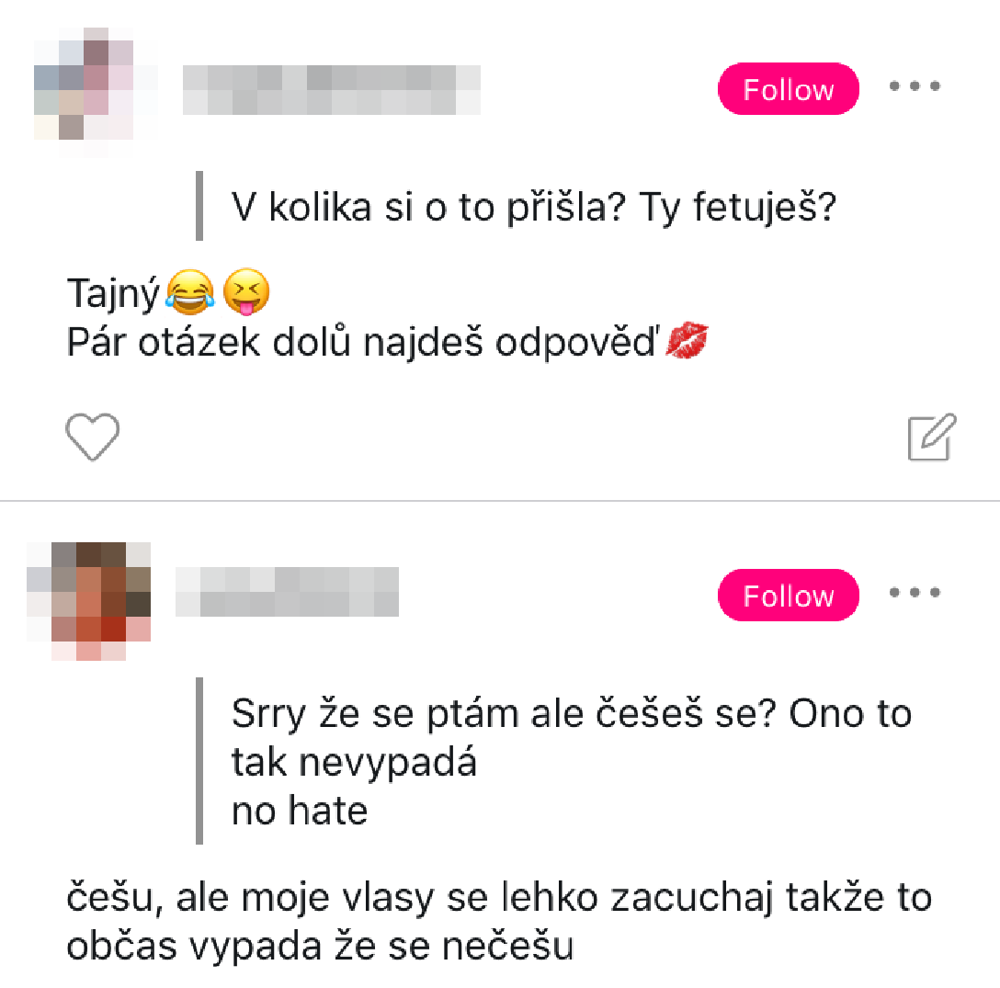 Follow
V kolika si o to přišla? Ty fetuješ?
Tajný😂😝
Pár otázek dolů najdeš odpověď💋
Follow
Srry že se ptám ale češeš se? Ono to
tak nevypadá
no hate
češu, ale moje vlasy se lehko zacuchaj takže to
občas vypada že se nečešu